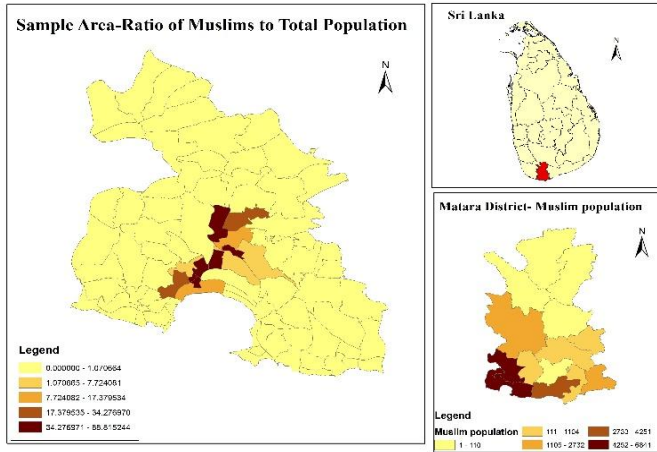 Sample Area-Ratio of Muslims to Total Population
N
Legend
0.000000 - 1.070664
1.070665 - 7.724081
7.724082 - 17.379534
17.379535 - 34.276970
34.276971 - 88.815244
Sri Lanka
N
Matara District- Muslim population
N
Legend
Muslim population
1 - 110
111 - 1104
1105 - 2732
2733 - 4251
4252 - 6841